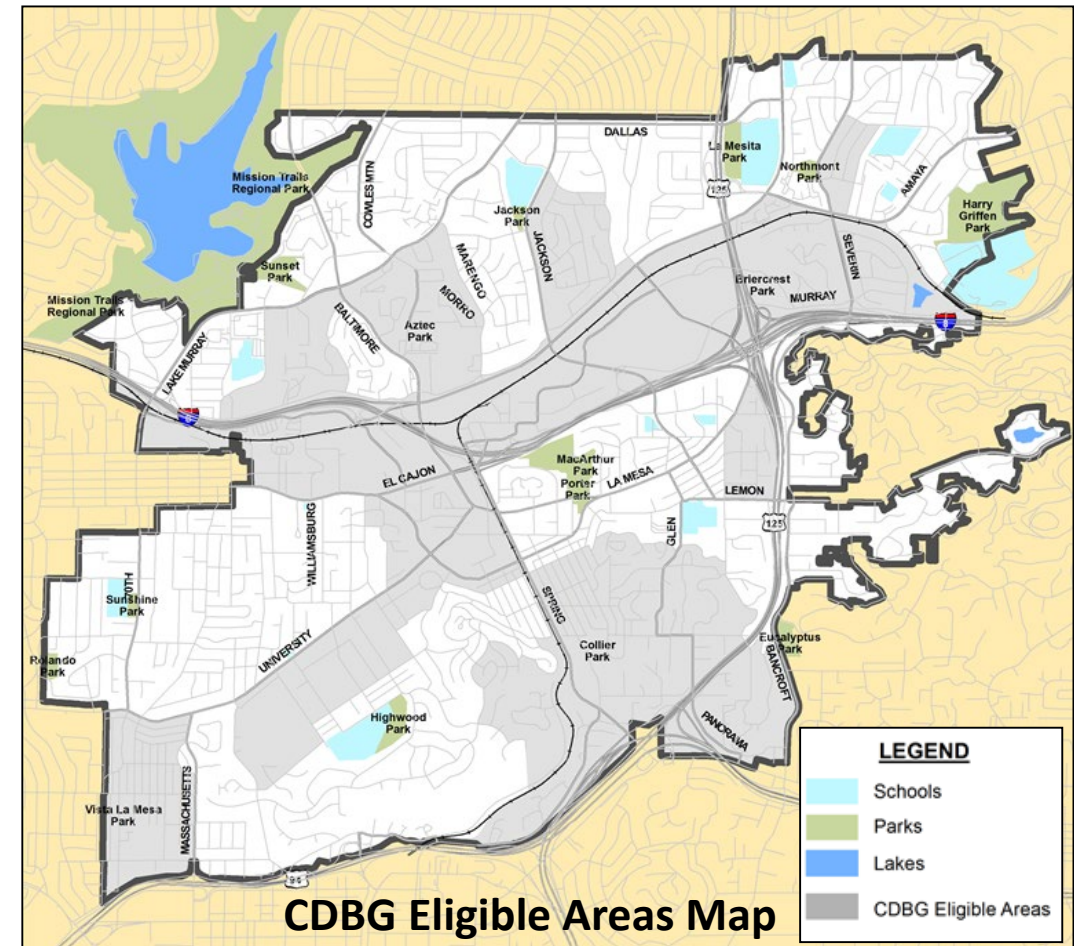 DALLAS
La Mesita
Park
Northmont
Park
Mission Trails
Regional Park
COWLES MTN
125
AMAYA
Harry
Griffen
Park
Jackson
Park
JACKSON
MARENGO
SEVERIN
Sunset
Park
Briercrest
Park
MURRAY
MORRO
Mission Trails
Regional Park
BALTIMORE
Aztec
Park
8
LAKE MURRAY
8
MacArthur
Park
Porter
Park
LA MESA
EL CAJON
LEMON
WILLIAMSBURG
GLEN
125
70TH
Sunshine
Park
SPRING
UNIVERSITY
Collier
Park
Eucalyptus
Park
Rolando
Park
BANCROFT
Highwood
Park
PANORAMA
MASSACHUSETTS
Vista La Mesa
Park
94
LEGEND
Schools
Parks
Lakes
CDBG Eligible Areas
CDBG Eligible Areas Map